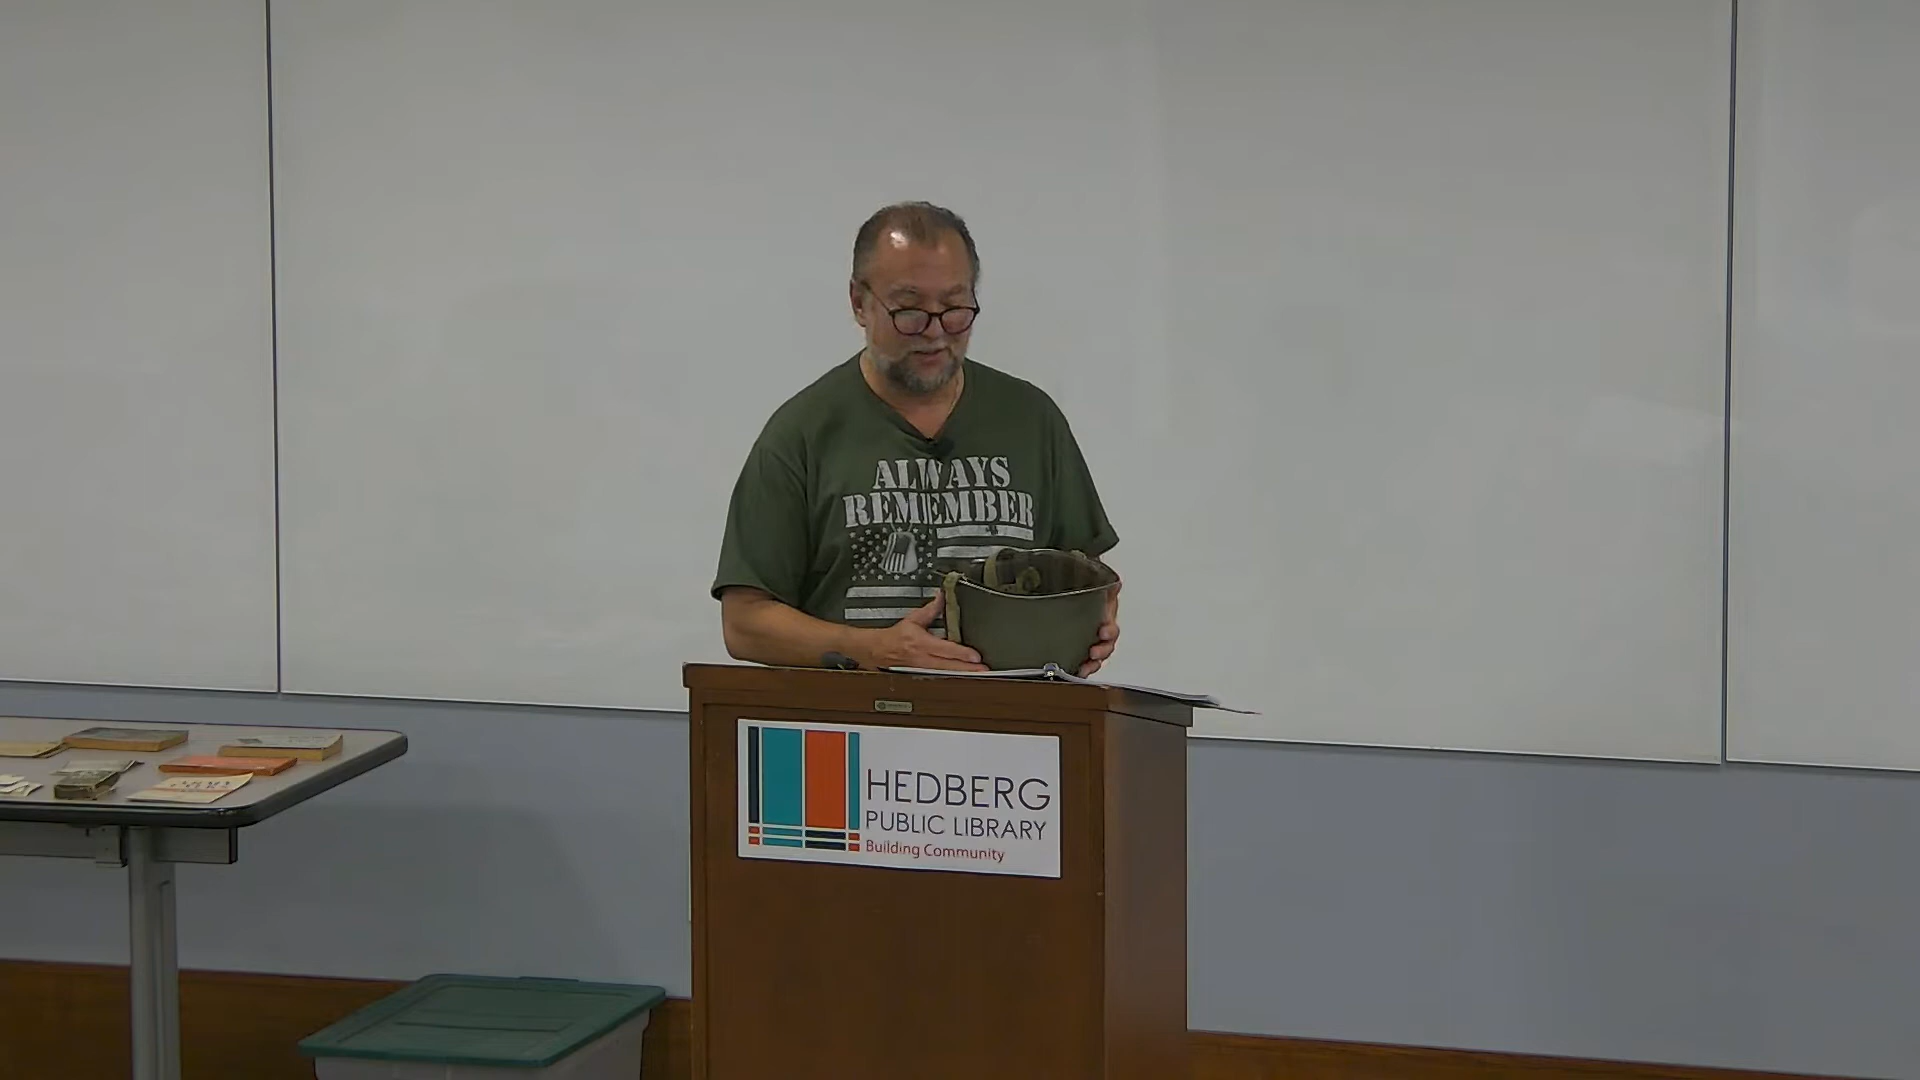 ALWAYS
REMEMBER
HEDBERG
PUBLIC LIBRARY
Building Community